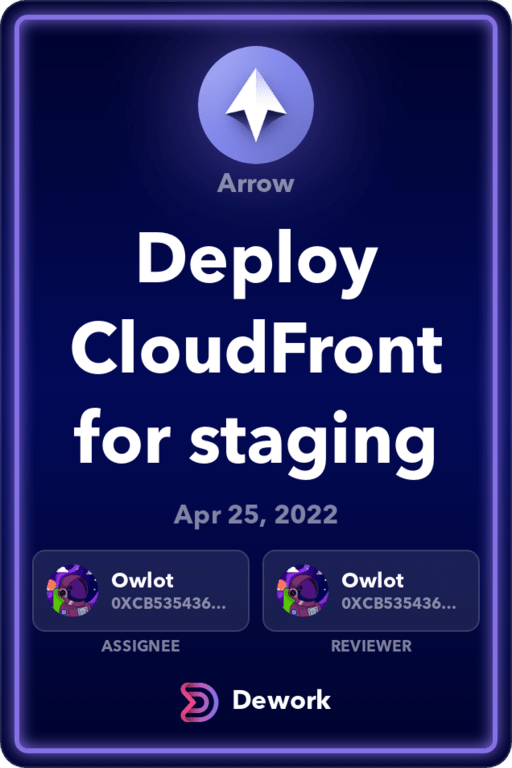 Arrow
Deploy
CloudFront
for staging
Apr 25, 2022
Owlot
0XCB535436...
ASSIGNEE
Owlot
0XCB535436...
REVIEWER
Dework